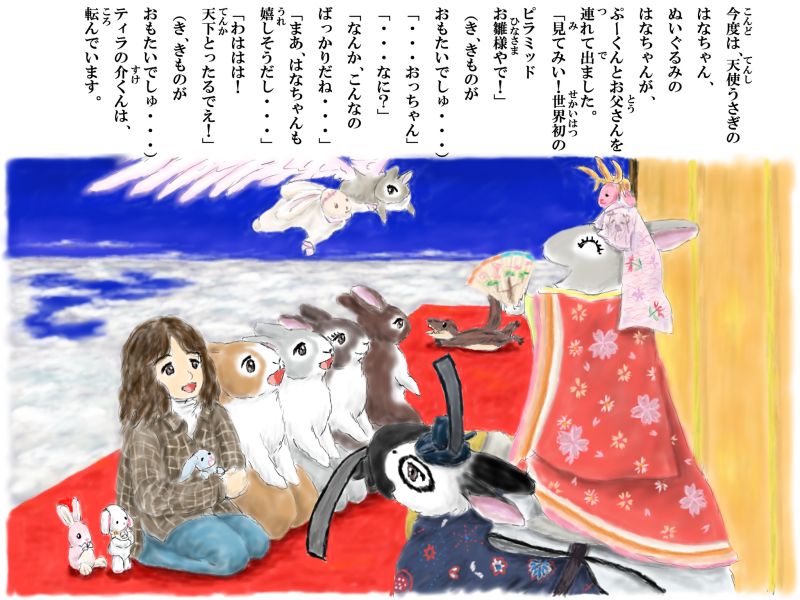 今度は、天使うさぎの
はなちゃん、
ぬいぐるみの
はなちゃんが、
ぷーくんとお父さんを
連れて出ました。
「見てみい！世界初の
ピラミッド
お雛様やで！」
（き、きものが
おもたいでしゅ・・・）
「・・・おっちゃん」
「・・・なに？」
「なんか、こんなの
ばっかりだね・・・」
「まあ、はなちゃんも
嬉しそうだし・・・」
「わははは！
天下とったるでえ！」
（き、きものが
おもたいでしゅ・・・）
ティラの介くんは、
転んでいます。